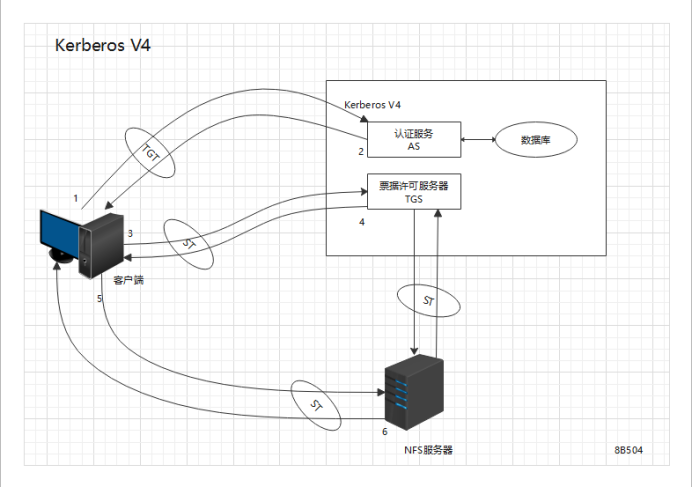 Kerberos V4
Kerberos V4
认证服务
AS
数据库
2
TGT
票据许可服务器
TGS
1
3
ST
4
客户端
5
ST
ST
6
NFS服务器
8B504